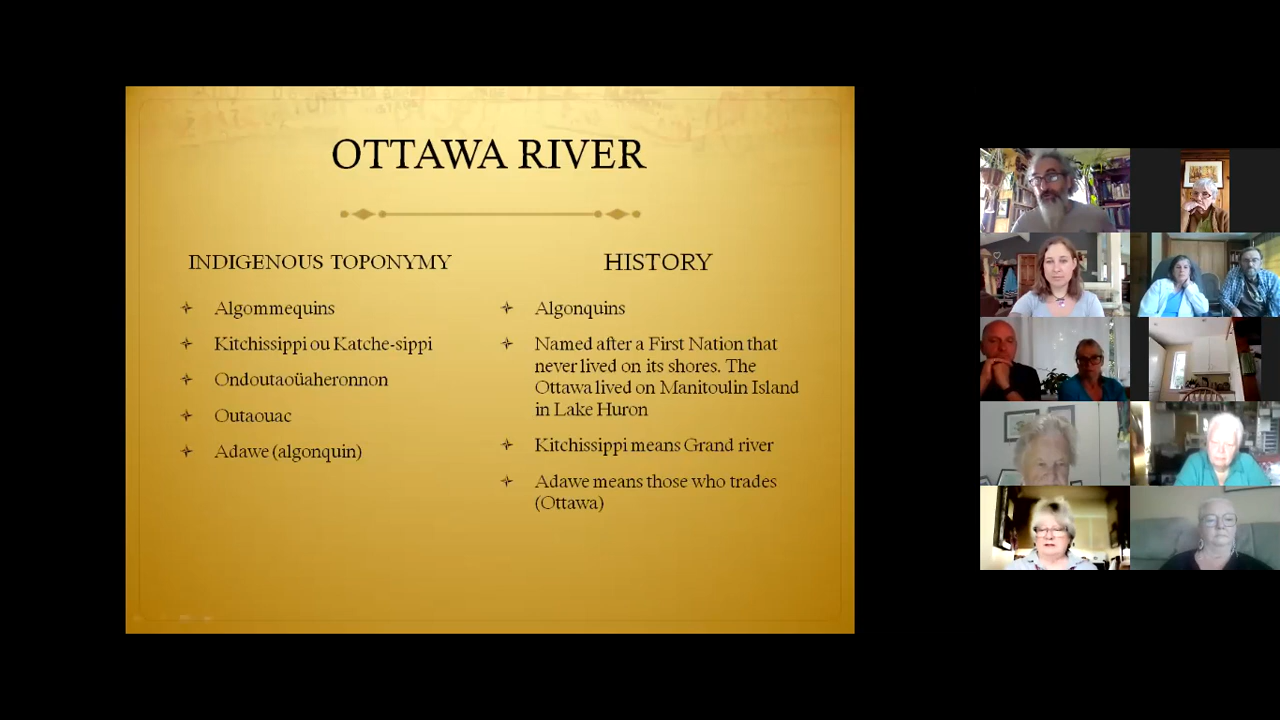 OTTAWA RIVER
INDIGENOUS TOPONYMY
Algommequins
Kitchissippi ou Katche-sippi
Ondoutaoüaheronnon
Outaouac
Adawe (algonquin)
HISTORY
Algonquins
Named after a First Nation that
never lived on its shores. The
Ottawa lived on Manitoulin Island
in Lake Huron
Kitchissippi means Grand river
Adawe means those who trades
(Ottawa)